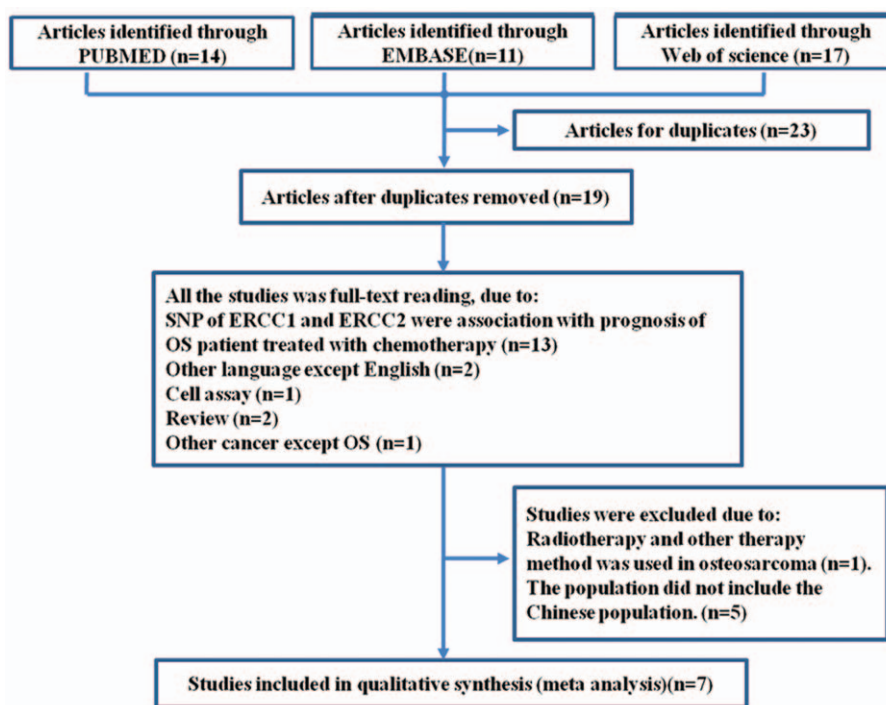 Articles identified through
PUBMED (n=14)
Articles identified through
EMBASE(n=11)
Articles identified through
Web of science (n=17)
Articles for duplicates (n=23)
Articles after duplicates removed (n=19)
All the studies was full-text reading, due to:
SNP of ERCC1 and ERCC2 were association with prognosis of
OS patient treated with chemotherapy (n=13)
Other language except English (n=2)
Cell assay (n=1)
Review (n=2)
Other cancer except OS (n=1)
Studies were excluded due to:
Radiotherapy and other therapy
method was used in osteosarcoma (n=1).
The population did not include the
Chinese population. (n=5)
Studies included in qualitative synthesis (meta analysis)(n=7)